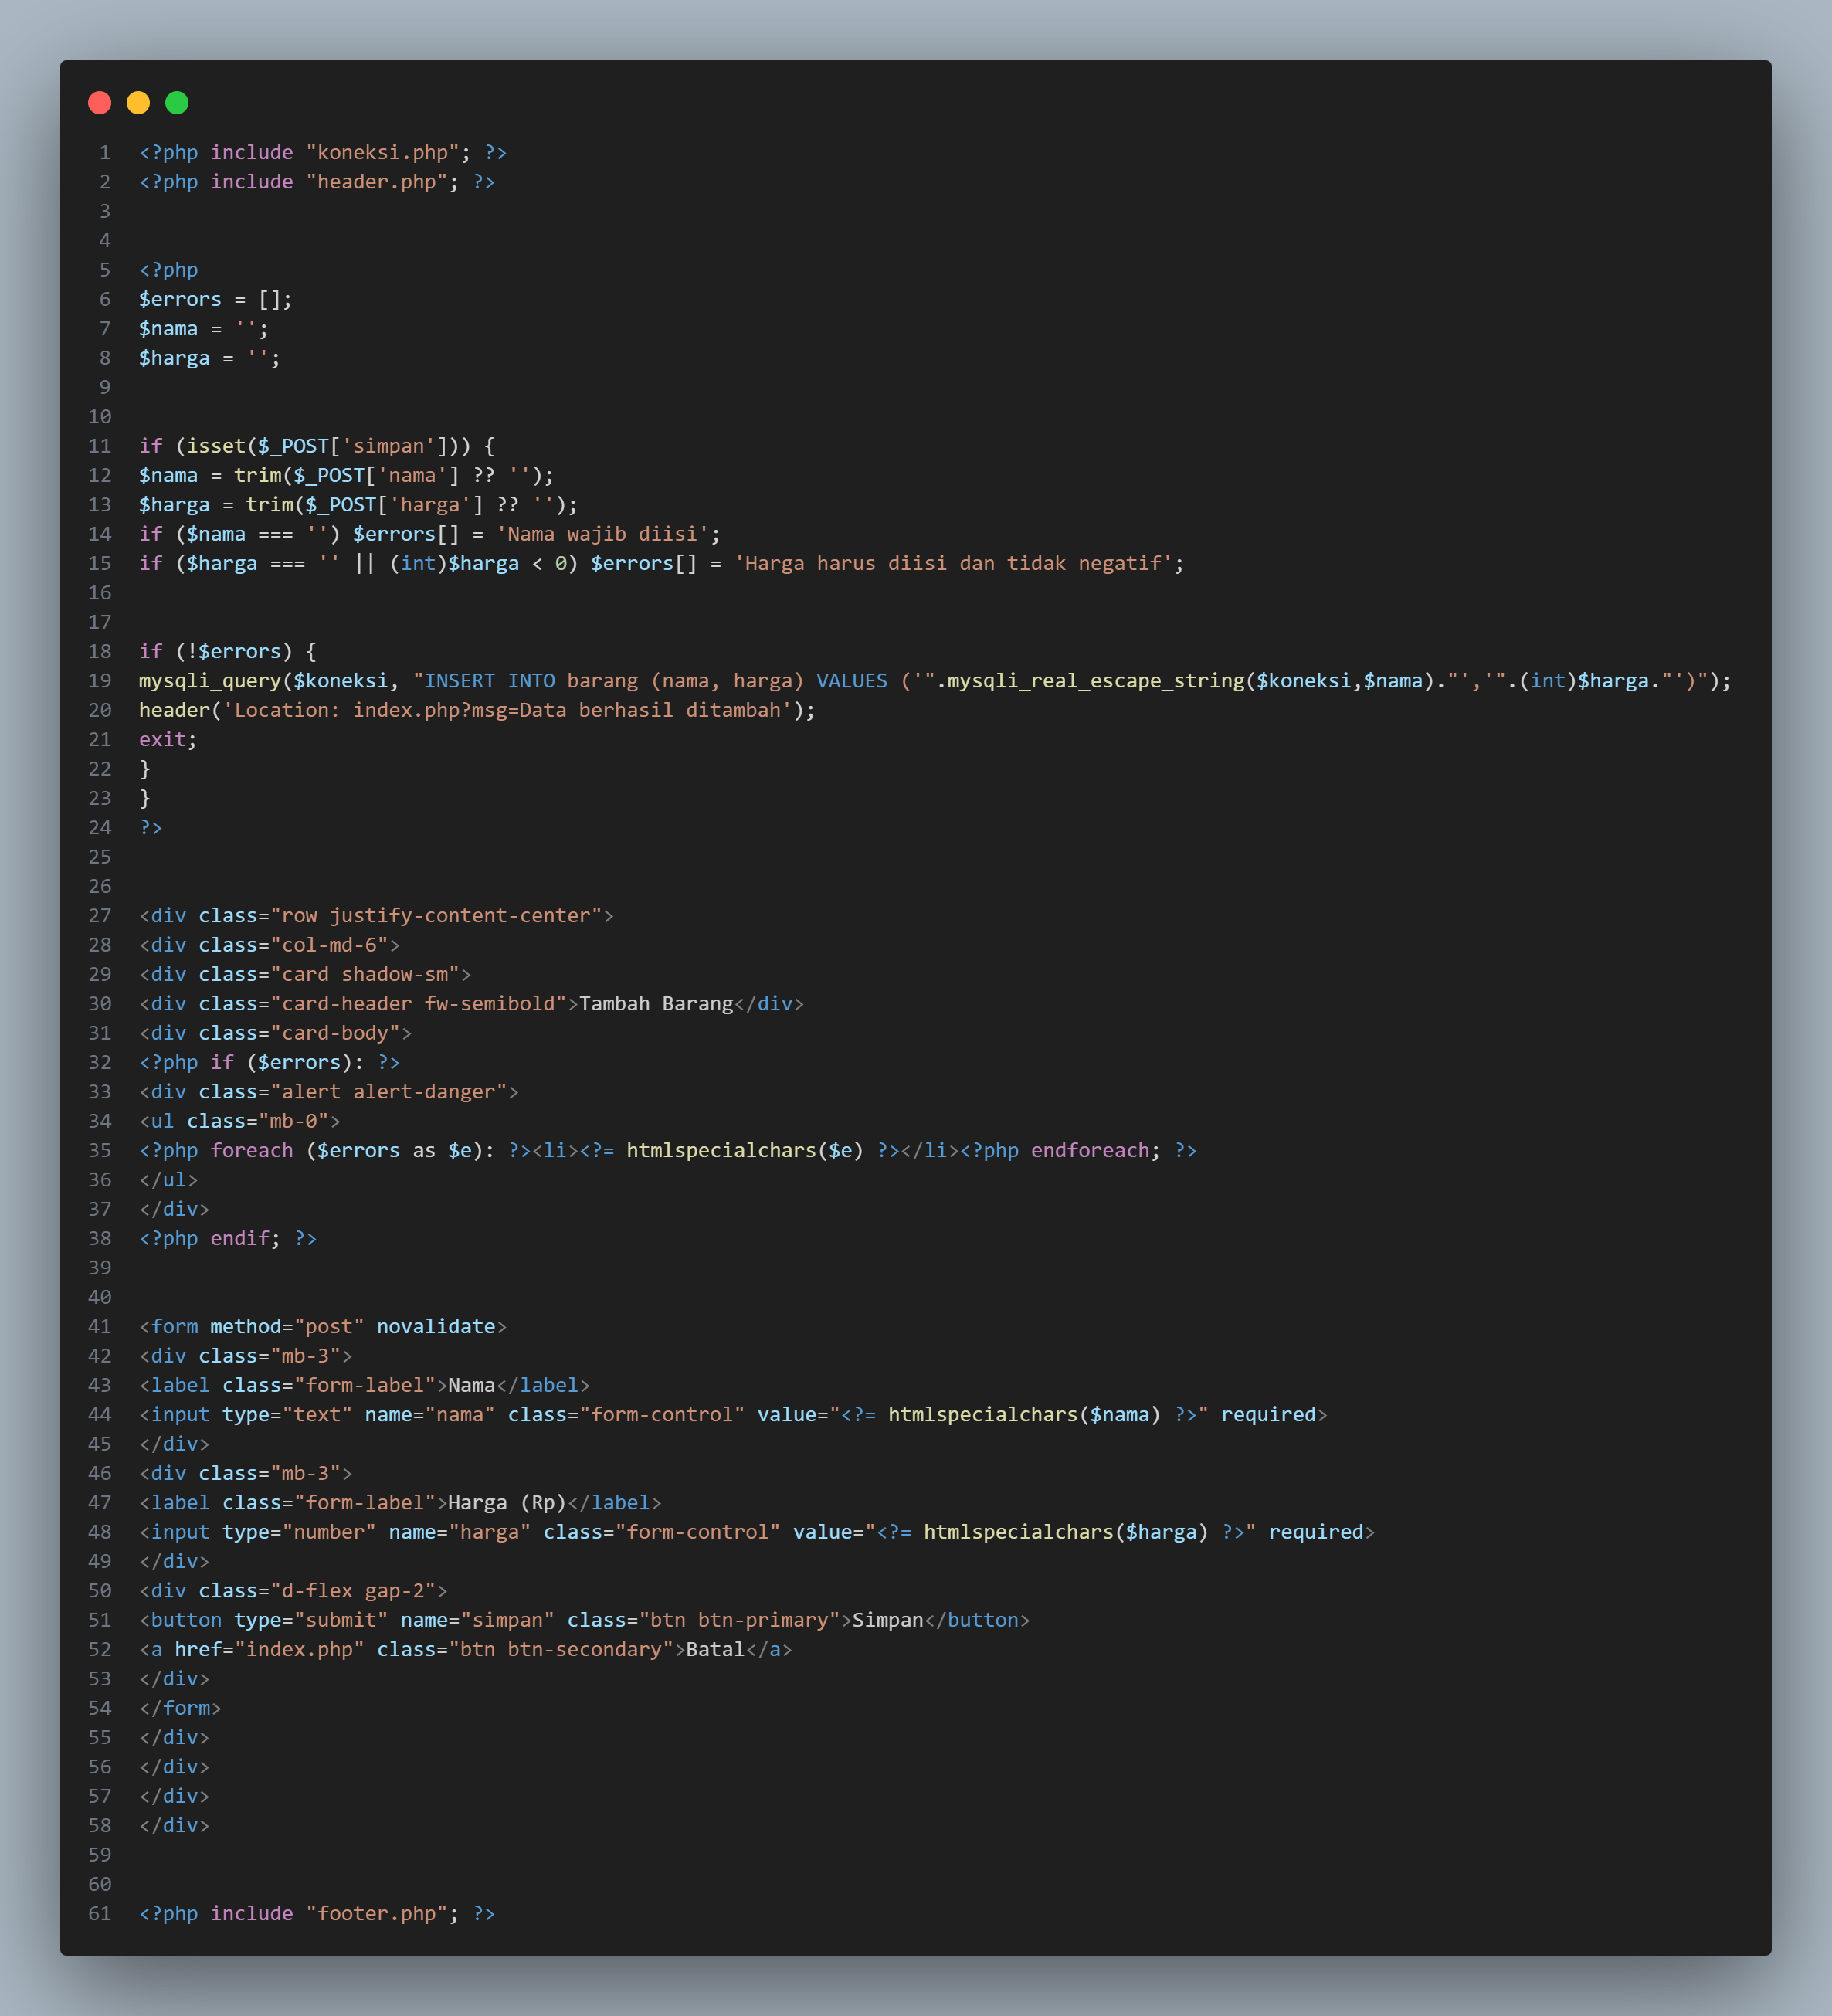 1 <?php include "koneksi.php"; ?>
2 <?php include "header.php"; ?>
3
4
5 <?php
6 $errors = [];
7 $nama = '';
8 $harga = '';
9
10
11 if (isset($_POST['simpan'])) {
12 $nama = trim($_POST['nama'] ?? '');
13 $harga = trim($_POST['harga'] ?? '');
14 if ($nama === '') $errors[] = 'Nama wajib diisi';
15 if ($harga === '' || (int)$harga < 0) $errors[] = 'Harga harus diisi dan tidak negatif';
16
17
18 if (!$errors) {
19 mysqli_query($koneksi, "INSERT INTO barang (nama, harga) VALUES ('".mysqli_real_escape_string($koneksi,$nama)."','".(int)$harga."')");
20 header('Location: index.php?msg=Data berhasil ditambah');
21 exit;
22 }
23 }
24 ?>
25
26
27 <div class="row justify-content-center">
28 <div class="col-md-6">
29 <div class="card shadow-sm">
30 <div class="card-header fw-semibold">Tambah Barang</div>
31 <div class="card-body">
32 <?php if ($errors): ?>
33 <div class="alert alert-danger">
34 <ul class="mb-0">
35 <?php foreach ($errors as $e): ?><li><?= htmlspecialchars($e) ?></li><?php endforeach; ?>
36 </ul>
37 </div>
38 <?php endif; ?>
39
40
41 <form method="post" novalidate>
42 <div class="mb-3">
43 <label class="form-label">Nama</label>
44 <input type="text" name="nama" class="form-control" value="<?= htmlspecialchars($nama) ?>" required>
45 </div>
46 <div class="mb-3">
47 <label class="form-label">Harga (Rp)</label>
48 <input type="number" name="harga" class="form-control" value="<?= htmlspecialchars($harga) ?>" required>
49 </div>
50 <div class="d-flex gap-2">
51 <button type="submit" name="simpan" class="btn btn-primary">Simpan</button>
52 <a href="index.php" class="btn btn-secondary">Batal</a>
53 </div>
54 </form>
55 </div>
56 </div>
57 </div>
58 </div>
59
60
61 <?php include "footer.php"; ?>